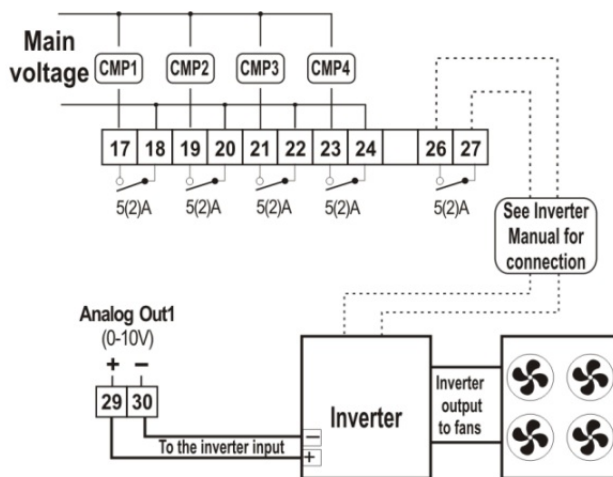 Main
voltage
CMP1 CMP2 CMP3 CMP4
17 18 19 20 21 22 23 24 26 27
5(2)A 5(2)A 5(2)A 5(2)A 5(2)A
See Inverter
Manual for
connection
Analog Out1
(0-10V)
+ −
29 30
To the inverter input
−
+
Inverter
Inverter
output
to fans